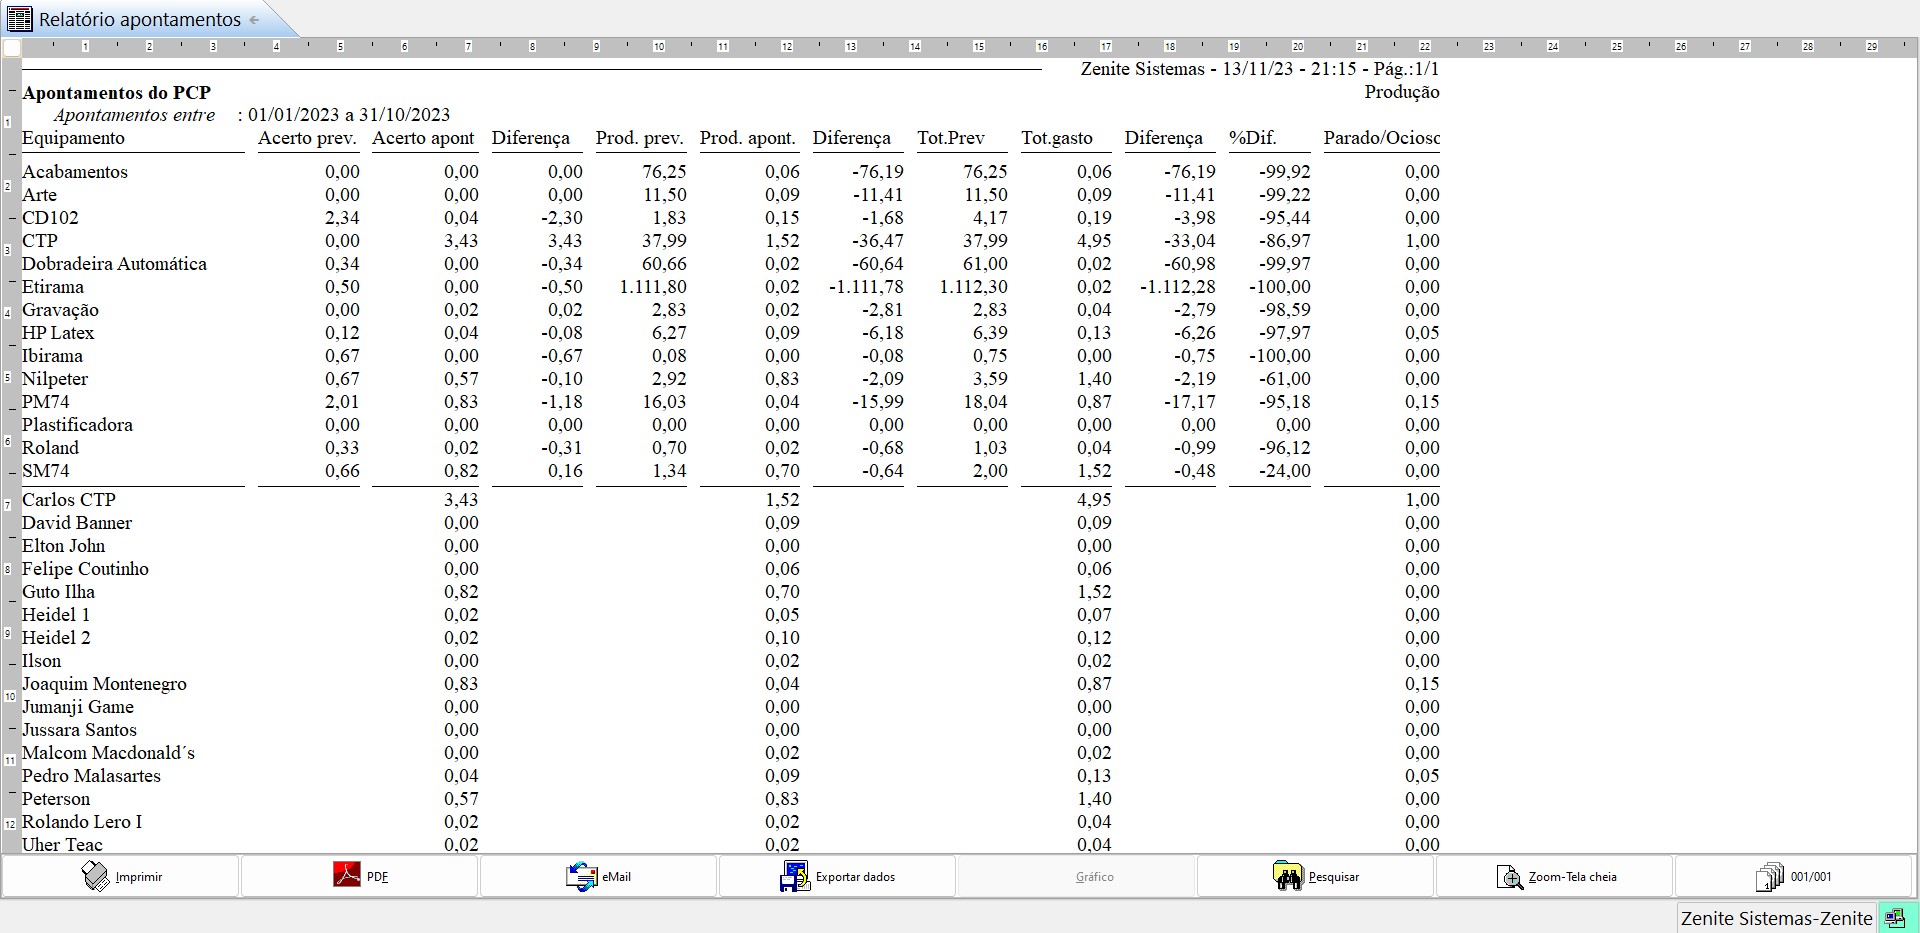 Relatório apontamentos
1 2 3 4 5 6 7 8 9 10 11 12 13 14 15 16 17 18 19 20 21 22 23 24 25 26 27 28 29
Zenite Sistemas - 13/11/23 - 21:15 - Pág.:1/1
Apontamentos do PCP Produção
Apontamentos entre : 01/01/2023 a 31/10/2023
Equipamento Acerto prev. Acerto apont Diferença Prod. prev. Prod. apont. Diferença Tot.Prev Tot.gasto Diferença %Dif. Parado/Ocioso
Acabamentos 0,00 0,00 0,00 76,25 0,06 -76,19 76,25 0,06 -76,19 -99,92 0,00
Arte 0,00 0,00 0,00 11,50 0,09 -11,41 11,50 0,09 -11,41 -99,22 0,00
CD102 2,34 0,04 -2,30 1,83 0,15 -1,68 4,17 0,19 -3,98 -95,44 0,00
CTP 0,00 3,43 3,43 37,99 1,52 -36,47 37,99 4,95 -33,04 -86,97 1,00
Dobradeira Automática 0,34 0,00 -0,34 60,66 0,02 -60,64 61,00 0,02 -60,98 -99,97 0,00
Etirama 0,50 0,00 -0,50 1.111,80 0,02 -1.111,78 1.112,30 0,02 -1.112,28 -100,00 0,00
Gravação 0,00 0,02 0,02 2,83 0,02 -2,81 2,83 0,04 -2,79 -98,59 0,00
HP Latex 0,12 0,04 -0,08 6,27 0,09 -6,18 6,39 0,13 -6,26 -97,97 0,05
Ibirama 0,67 0,00 -0,67 0,08 0,00 -0,08 0,75 0,00 -0,75 -100,00 0,00
Nilpeter 0,67 0,57 -0,10 2,92 0,83 -2,09 3,59 1,40 -2,19 -61,00 0,00
PM74 2,01 0,83 -1,18 16,03 0,04 -15,99 18,04 0,87 -17,17 -95,18 0,15
Plastificadora 0,00 0,00 0,00 0,00 0,00 0,00 0,00 0,00 0,00 0,00 0,00
Roland 0,33 0,02 -0,31 0,70 0,02 -0,68 1,03 0,04 -0,99 -96,12 0,00
SM74 0,66 0,82 0,16 1,34 0,70 -0,64 2,00 1,52 -0,48 -24,00 0,00
Carlos CTP 3,43 1,52 4,95 1,00
David Banner 0,00 0,09 0,09 0,00
Elton John 0,00 0,00 0,00 0,00
Felipe Coutinho 0,00 0,06 0,06 0,00
Guto Ilha 0,82 0,70 1,52 0,00
Heidel 1 0,02 0,05 0,07 0,00
Heidel 2 0,02 0,10 0,12 0,00
Ilson 0,00 0,02 0,02 0,00
Joaquim Montenegro 0,83 0,04 0,87 0,15
Jumanji Game 0,00 0,00 0,00 0,00
Jussara Santos 0,00 0,00 0,00 0,00
Malcom Macdonald´s 0,00 0,02 0,02 0,00
Pedro Malasartes 0,04 0,09 0,13 0,05
Peterson 0,57 0,83 1,40 0,00
Rolando Lero I 0,02 0,02 0,04 0,00
Uher Teac 0,02 0,02 0,04 0,00
1 2 3 4 5 6 7 8 9 10 11 12
Imprimir PDF eMail Exportar dados Gráfico Pesquisar Zoom-Tela cheia 001/001
Zenite Sistemas-Zenite